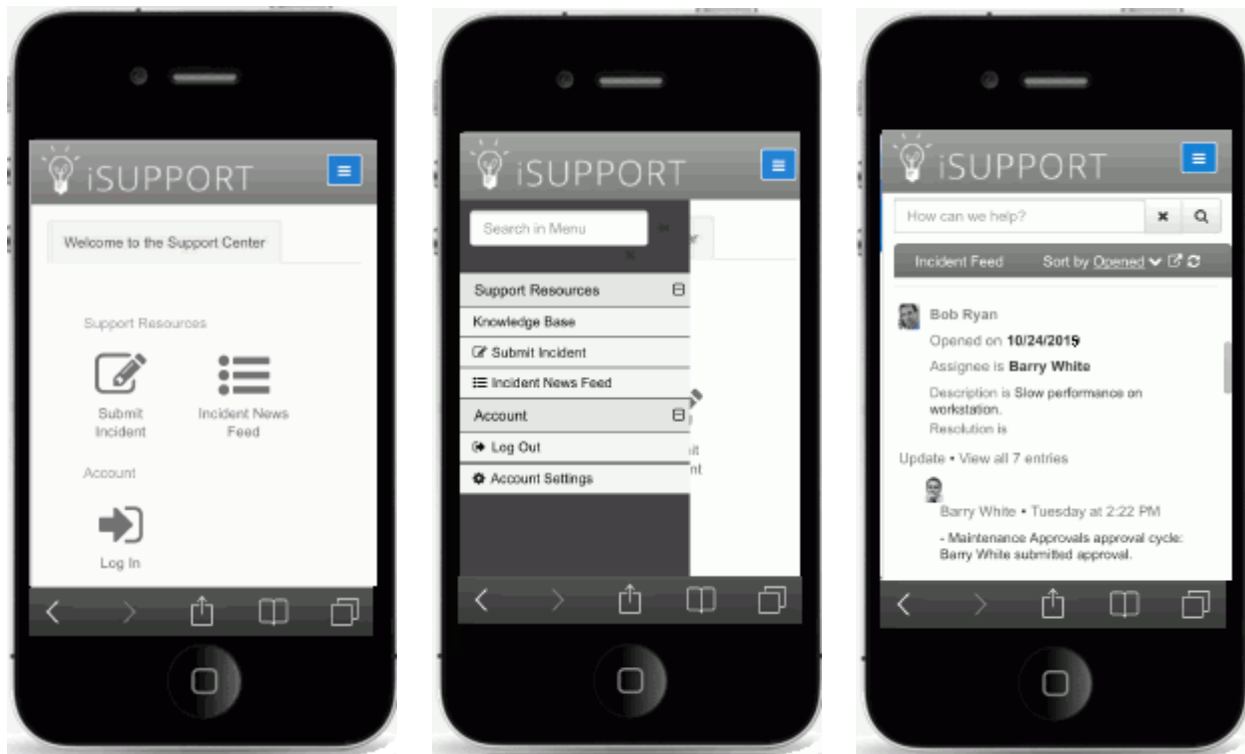 iSUPPORT
Welcome to the Support Center
Support Resources
Submit
Incident
Incident News
Feed
Account
Log In
iSUPPORT
Search in Menu
Support Resources
Knowledge Base
Submit Incident
Incident News Feed
Account
Log Out
Account Settings
iSUPPORT
How can we help?
Incident Feed Sort by Opened
Bob Ryan
Opened on 10/24/2019
Assignee is Barry White
Description is Slow performance on
workstation.
Resolution is
Update • View all 7 entries
Barry White • Tuesday at 2:22 PM
- Maintenance Approvals approval cycle:
Barry White submitted approval.